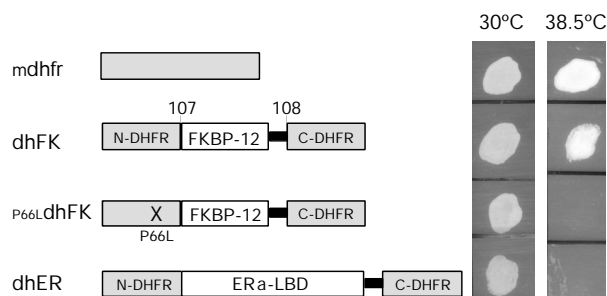 30°C 38.5°C
mdhfr
107 108
dhFK N-DHFR FKBP-12 C-DHFR
P66LdhFK X FKBP-12 C-DHFR
P66L
dhER N-DHFR ERa-LBD C-DHFR